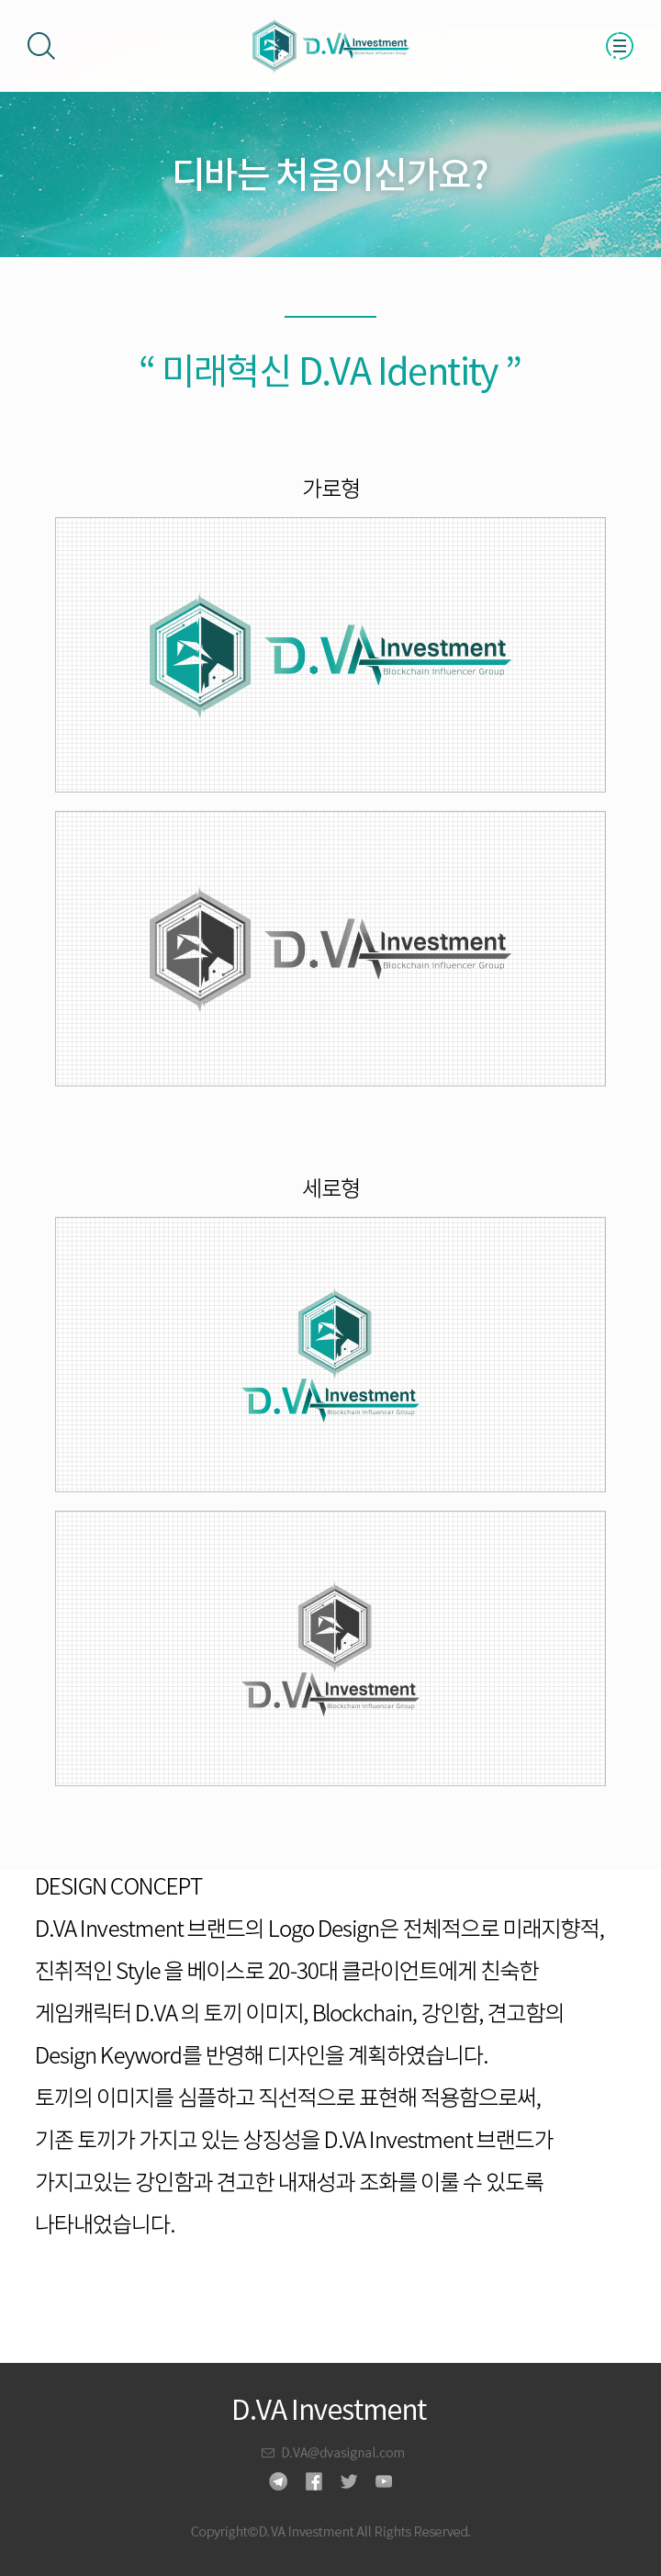 D.VA Investment
Blockchain Influencer Group
디바는 처음이신가요?
“ 미래혁신 D.VA Identity ”
가로형
D.VA Investment
Blockchain Influencer Group
D.VA Investment
Blockchain Influencer Group
세로형
D.VA Investment
Blockchain Influencer Group
D.VA Investment
Blockchain Influencer Group
DESIGN CONCEPT
D.VA Investment 브랜드의 Logo Design은 전체적으로 미래지향적,
진취적인 Style 을 베이스로 20-30대 클라이언트에게 친숙한
게임캐릭터 D.VA 의 토끼 이미지, Blockchain, 강인함, 견고함의
Design Keyword를 반영해 디자인을 계획하였습니다.
토끼의 이미지를 심플하고 직선적으로 표현해 적용함으로써,
기존 토끼가 가지고 있는 상징성을 D.VA Investment 브랜드가
가지고있는 강인함과 견고한 내재성과 조화를 이룰 수 있도록
나타내었습니다.
D.VA Investment
D.VA@dvasignal.com
Copyright©D.VA Investment All Rights Reserved.